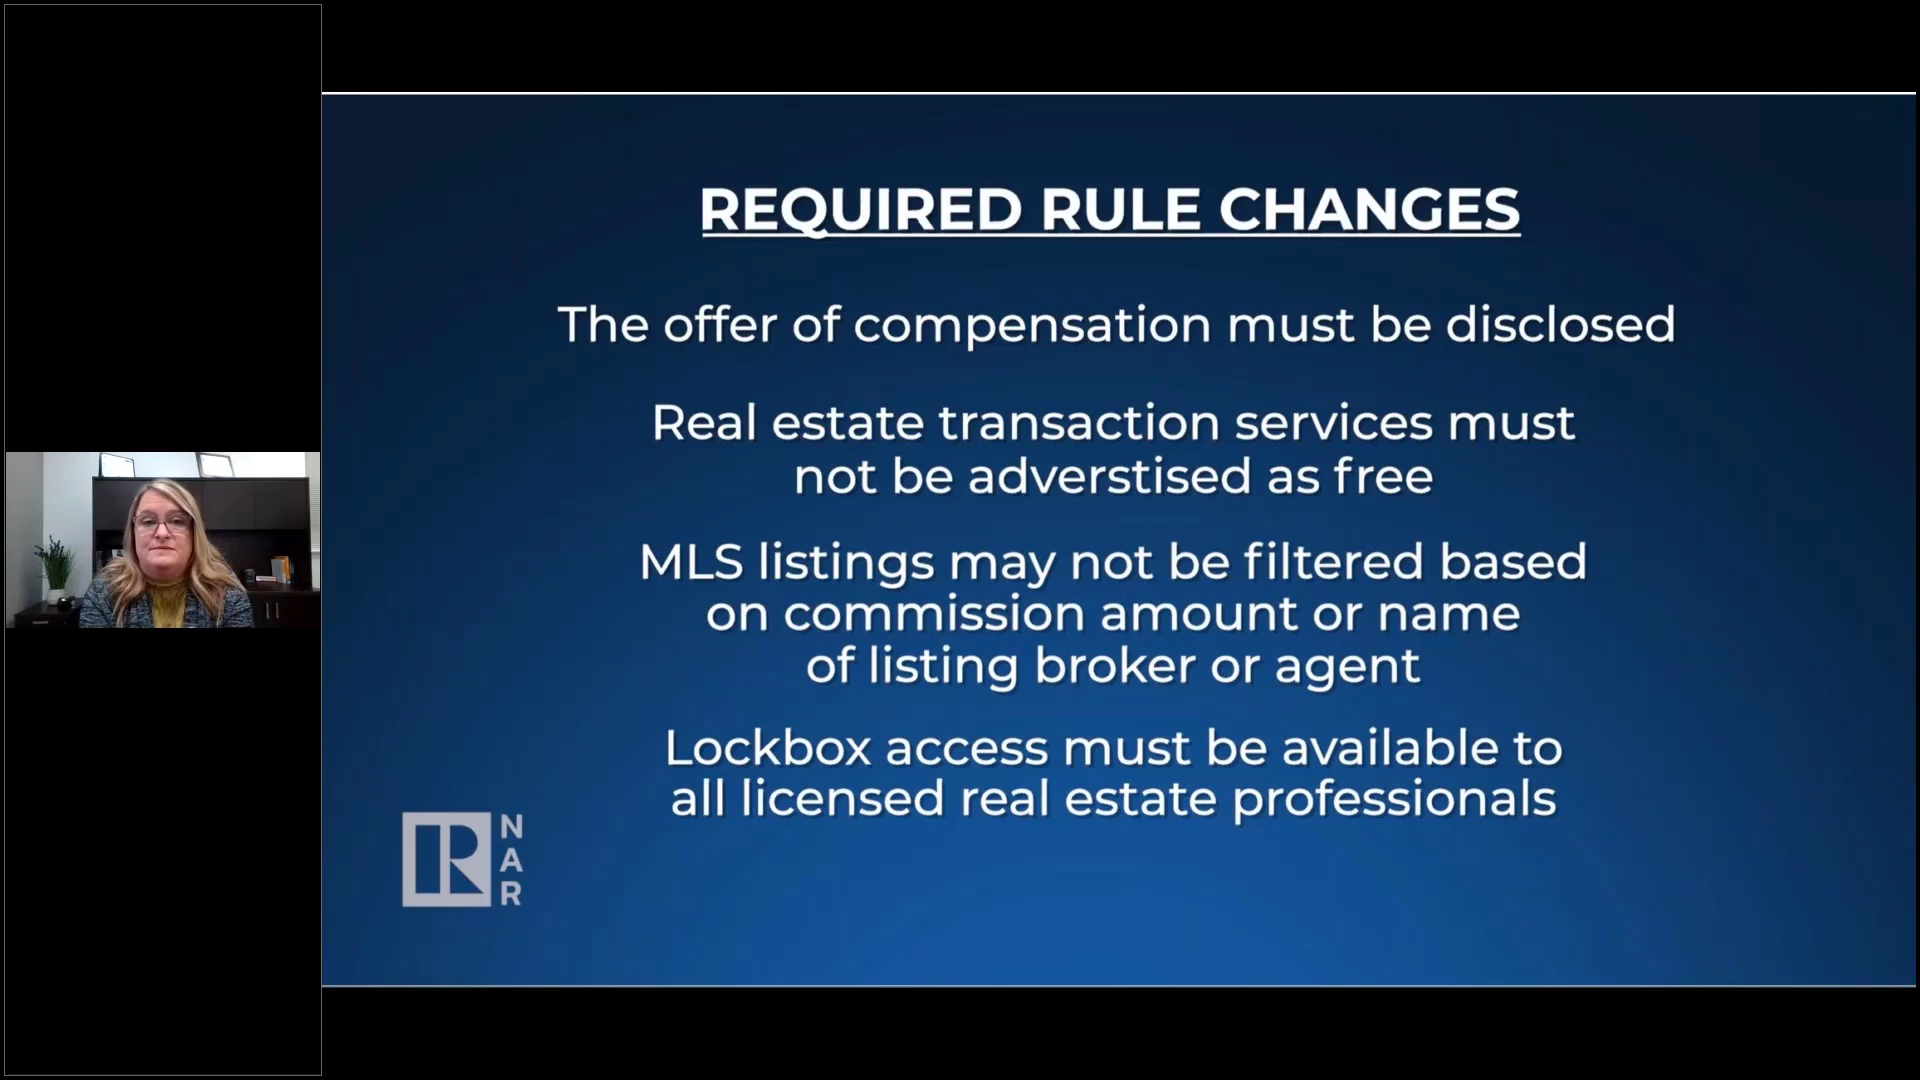 REQUIRED RULE CHANGES
The offer of compensation must be disclosed
Real estate transaction services must
not be adverstised as free
MLS listings may not be filtered based
on commission amount or name
of listing broker or agent
Lockbox access must be available to
all licensed real estate professionals
R
N
A
R